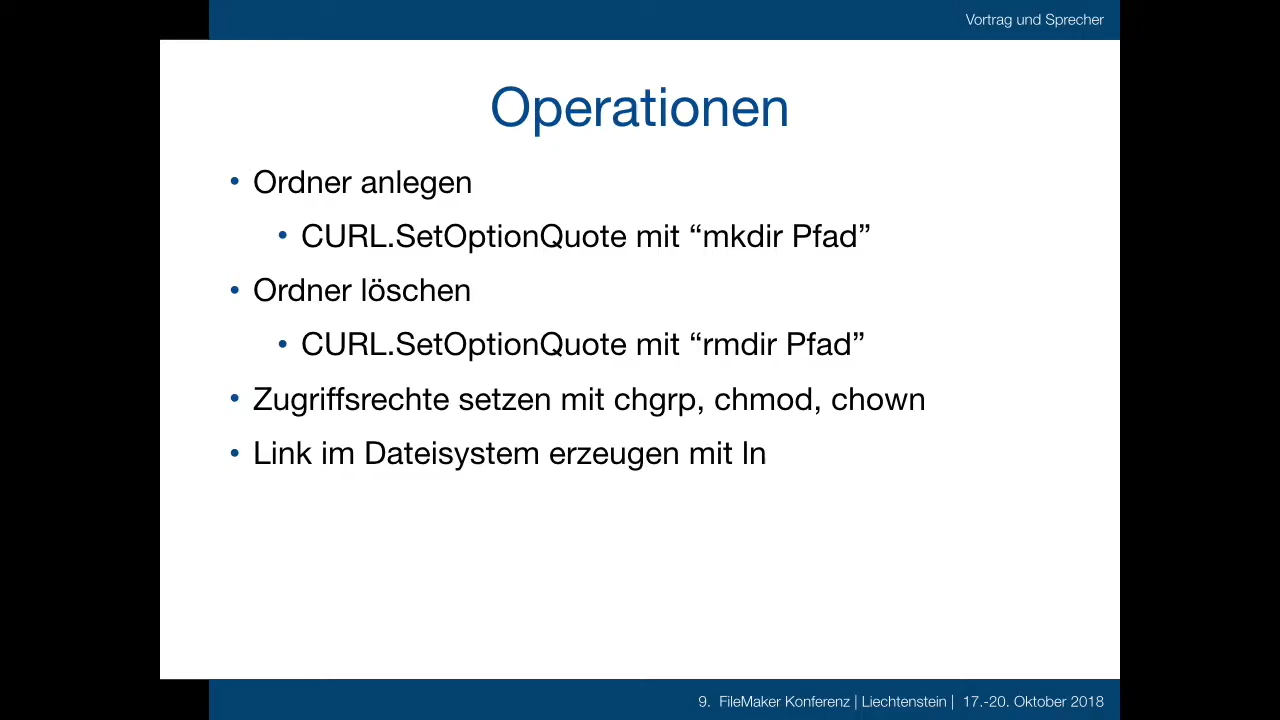 Vortrag und Sprecher
Operationen
• Ordner anlegen
• CURL.SetOptionQuote mit “mkdir Pfad”
• Ordner löschen
• CURL.SetOptionQuote mit “rmdir Pfad”
• Zugriffsrechte setzen mit chgrp, chmod, chown
• Link im Dateisystem erzeugen mit ln
9. FileMaker Konferenz | Liechtenstein | 17.-20. Oktober 2018